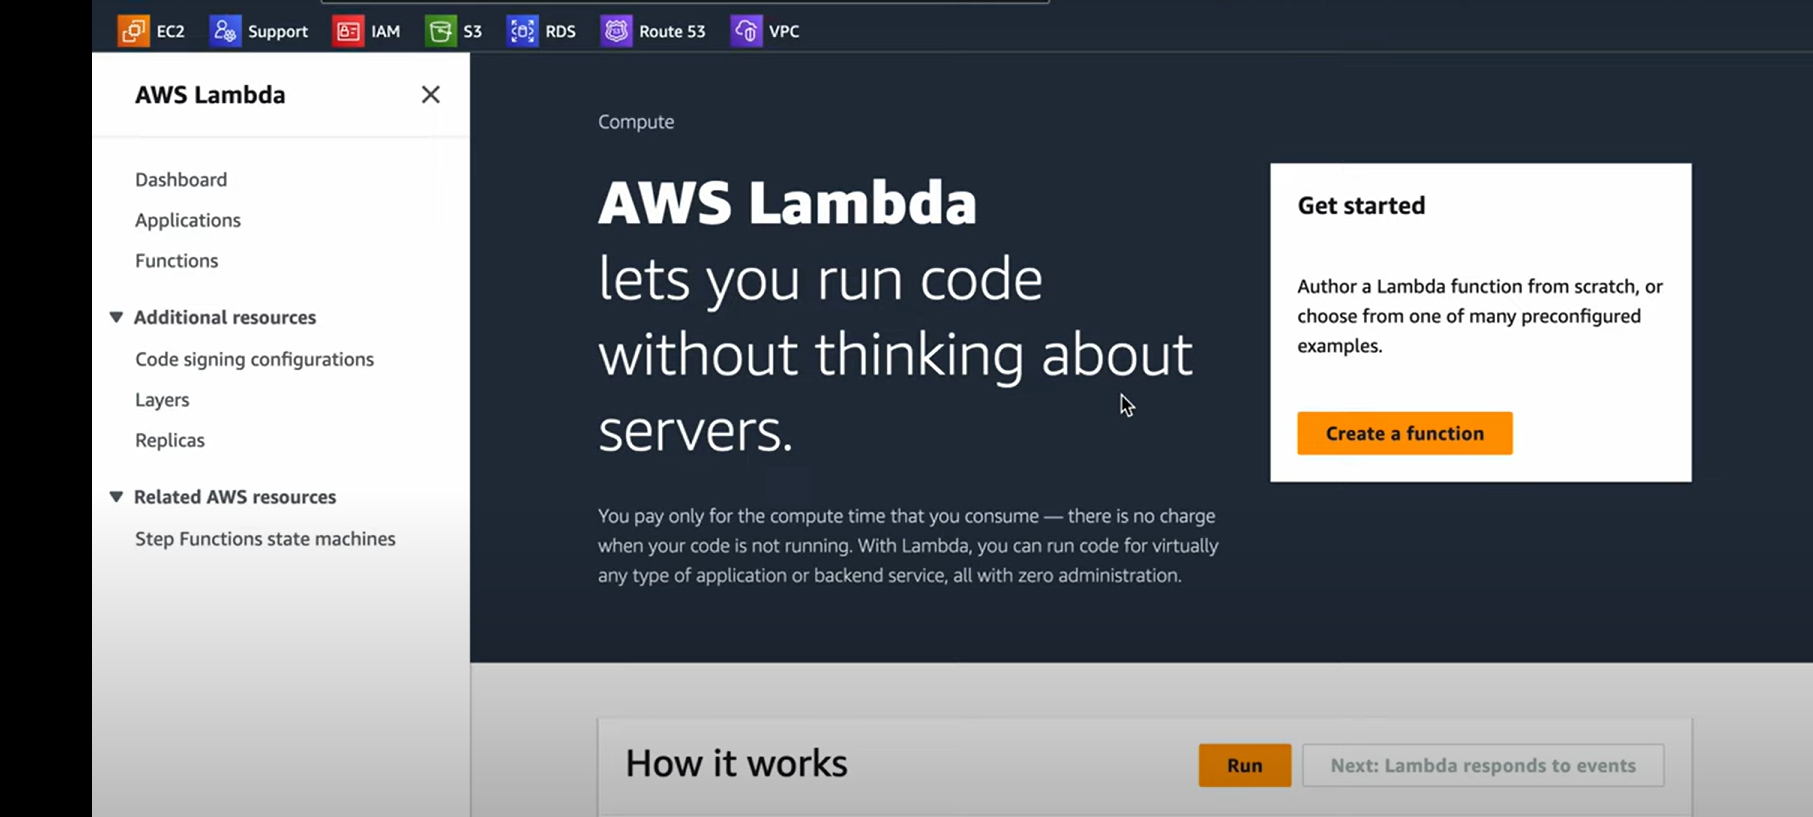 EC2 Support IAM S3 RDS Route 53 VPC
AWS Lambda
Dashboard
Applications
Functions
Additional resources
Code signing configurations
Layers
Replicas
Related AWS resources
Step Functions state machines
Compute
AWS Lambda
lets you run code
without thinking about
servers.
You pay only for the compute time that you consume — there is no charge
when your code is not running. With Lambda, you can run code for virtually
any type of application or backend service, all with zero administration.
Get started
Author a Lambda function from scratch, or
choose from one of many preconfigured
examples.
Create a function
How it works
Run
Next: Lambda responds to events